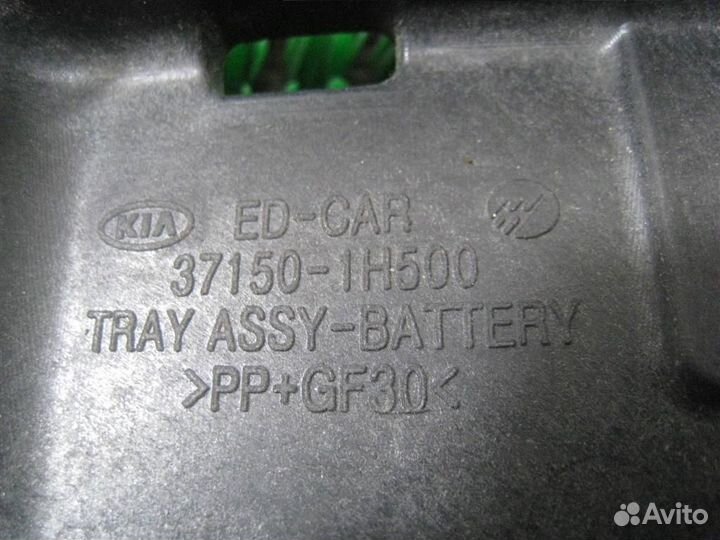 KIA ED-CAR
37150-1H500
TRAY ASSY-BATTERY
>PP+GF30<
Avito